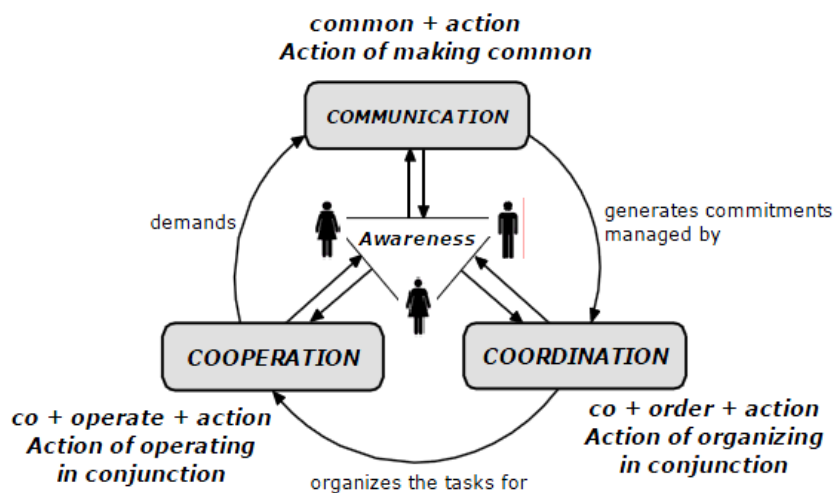 common + action
Action of making common
COMMUNICATION
demands
generates commitments
managed by
Awareness
COOPERATION
COORDINATION
co + operate + action
Action of operating
in conjunction
co + order + action
Action of organizing
in conjunction
organizes the tasks for